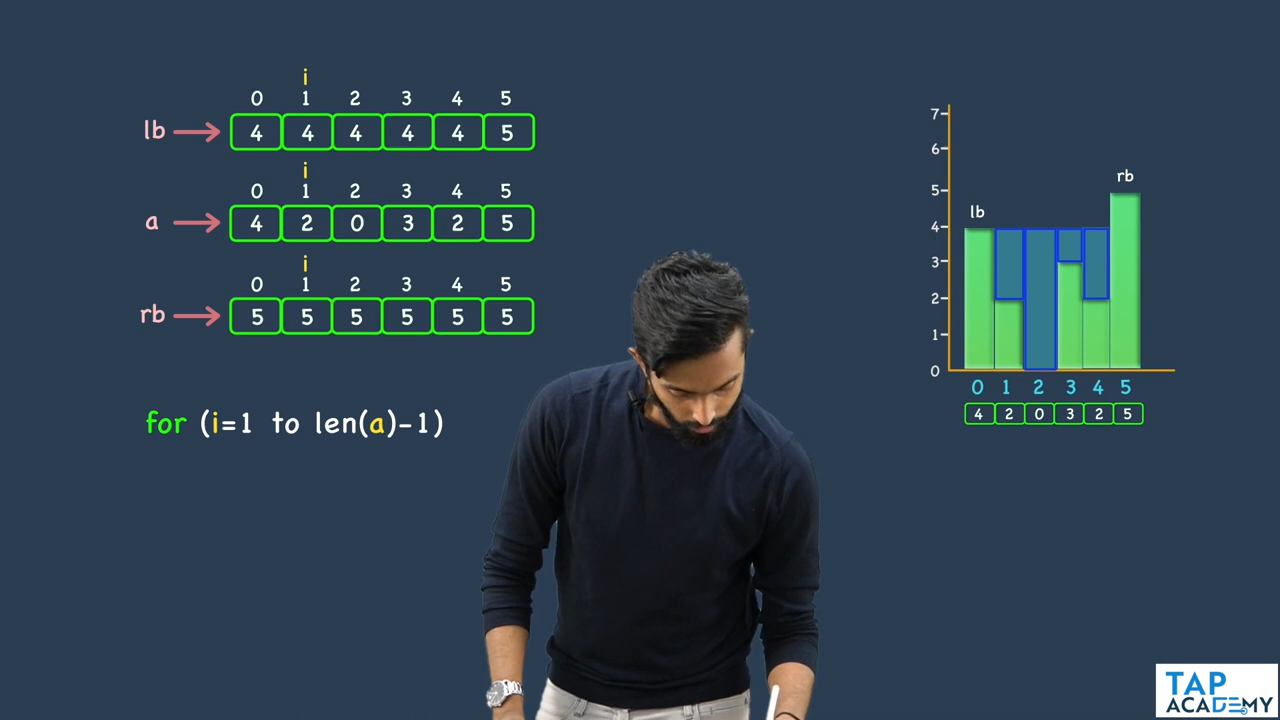 i
0 1 2 3 4 5
lb → 4 4 4 4 4 5
i
0 1 2 3 4 5
a → 4 2 0 3 2 5
i
0 1 2 3 4 5
rb → 5 5 5 5 5 5
for (i=1 to len(a)-1)
7
6
5
4
3
2
1
0
lb
rb
0 1 2 3 4 5
4 2 0 3 2 5
TAP
ACADEMY